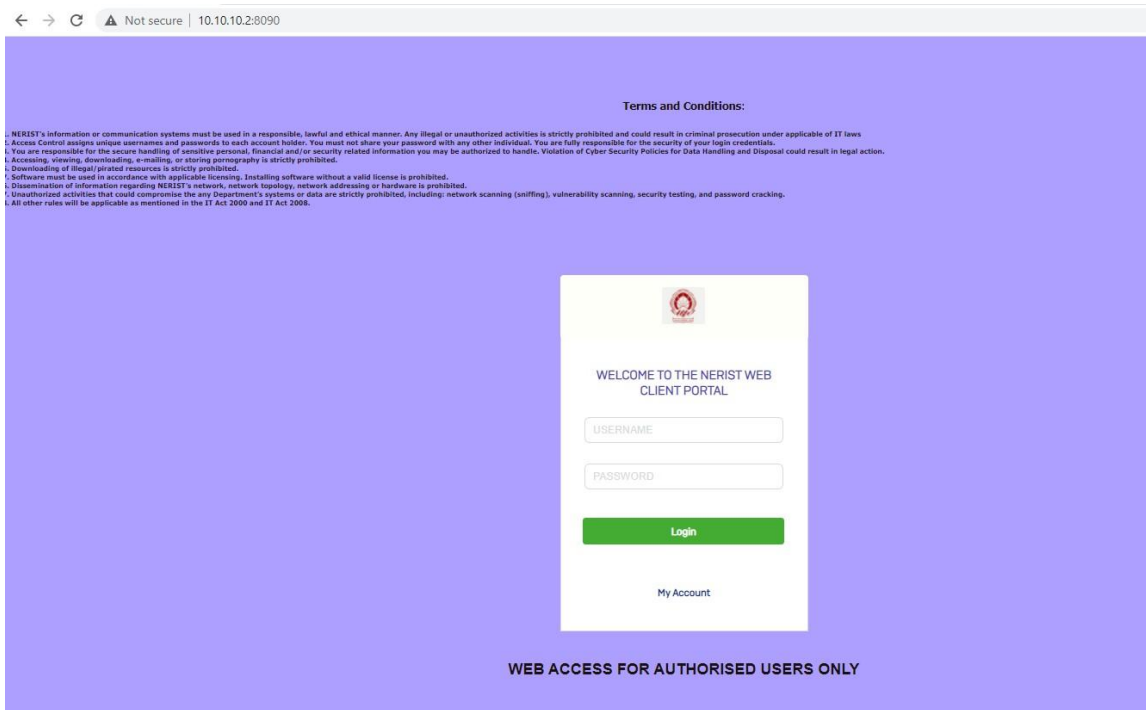 Not secure
10.10.10.2:8090
Terms and Conditions:
NERIST's information or communication systems must be used in a responsible, lawful and ethical manner. Any illegal or unauthorized activities is strictly prohibited and could result in criminal prosecution under applicable of IT laws
Access Control assigns unique usernames and passwords to each account holder. You must not share your password with any other individual. You are fully responsible for the security of your login credentials.
You are responsible for the secure handling of sensitive personal, financial and/or security related information you may be authorized to handle. Violation of Cyber Security Policies for Data Handling and Disposal could result in legal action.
Accessing, viewing, downloading, e-mailing, or storing pornography is strictly prohibited.
Downloading of illegal/pirated resources is strictly prohibited.
Software must be used in accordance with applicable licensing. Installing software without a valid license is prohibited.
Dissemination of information regarding NERIST's network, network topology, network addressing or hardware is prohibited.
Unauthorized activities that could compromise the any Department's systems or data are strictly prohibited, including: network scanning (sniffing), vulnerability scanning, security testing, and password cracking.
All other rules will be applicable as mentioned in the IT Act 2000 and IT Act 2008.
WELCOME TO THE NERIST WEB
CLIENT PORTAL
USERNAME
PASSWORD
Login
My Account
WEB ACCESS FOR AUTHORISED USERS ONLY